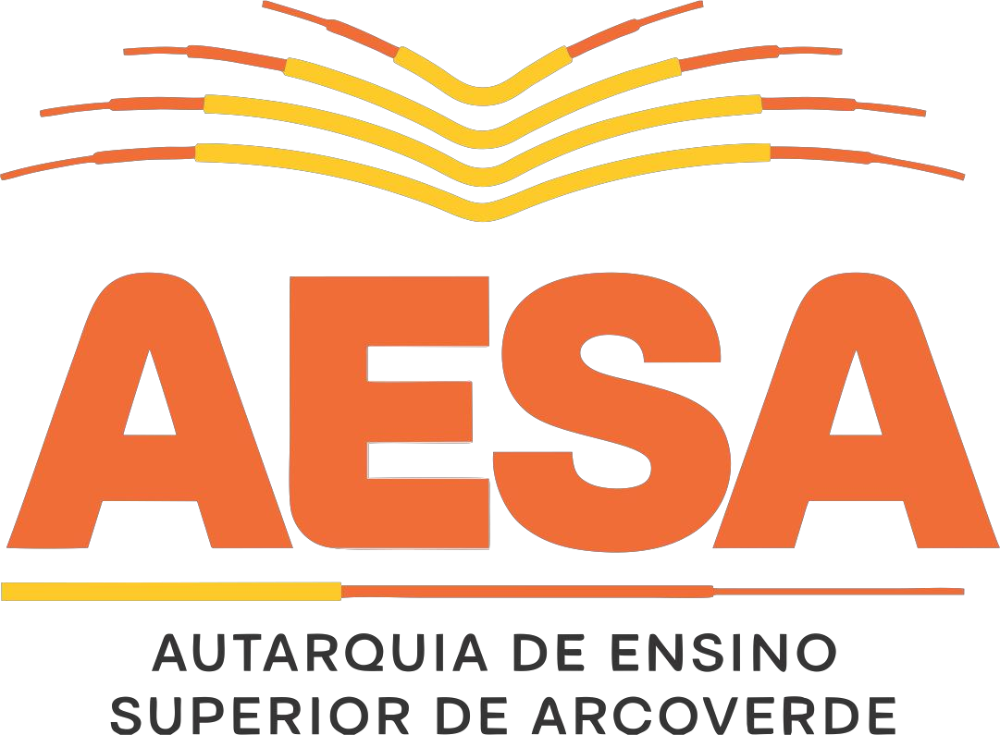 AESA
AUTARQUIA DE ENSINO
SUPERIOR DE ARCOVERDE